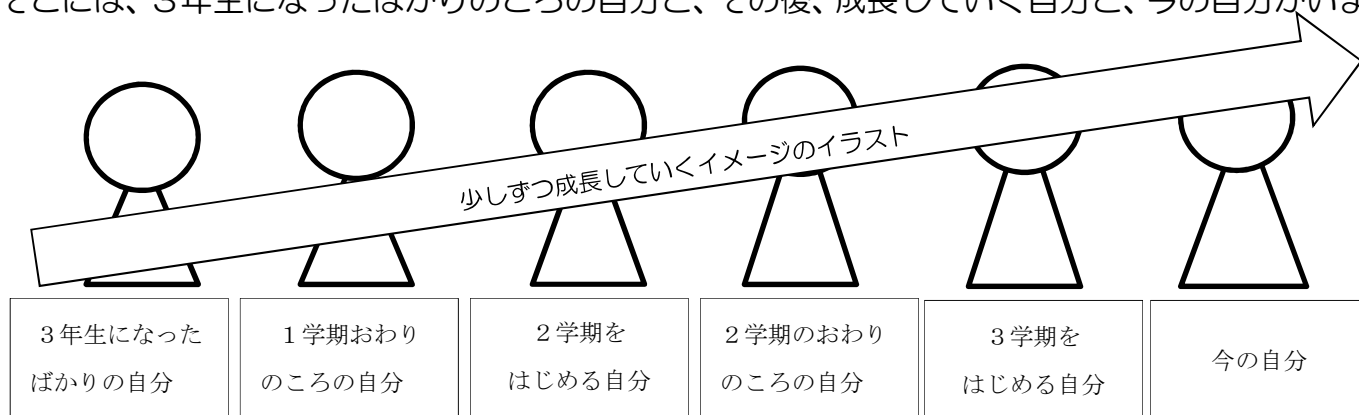 そこには、３年生になったばかりのころの自分と、その後、成長していく自分と、今の自分がいま
少しずつ成長していくイメージのイラスト
３年生になった
ばかりの自分
１学期おわり
のころの自分
２学期を
はじめる自分
２学期のおわり
のころの自分
３学期を
はじめる自分
今の自分